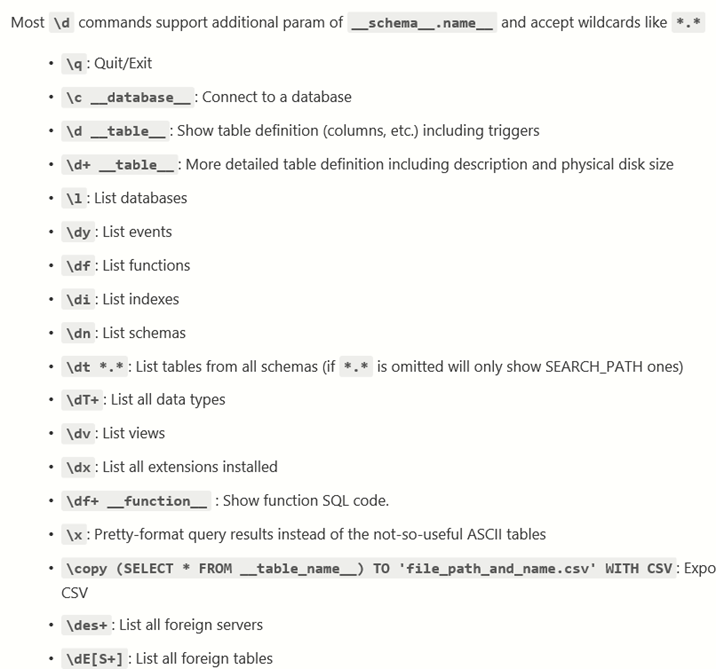 Most \d commands support additional param of __schema__.name__ and accept wildcards like *.*
• \q: Quit/Exit
• \c __database__: Connect to a database
• \d __table__: Show table definition (columns, etc.) including triggers
• \d+ __table__: More detailed table definition including description and physical disk size
• \l: List databases
• \dy: List events
• \df: List functions
• \di: List indexes
• \dn: List schemas
• \dt *.*: List tables from all schemas (if *.* is omitted will only show SEARCH_PATH ones)
• \dT+: List all data types
• \dv: List views
• \dx: List all extensions installed
• \df+ __function__ : Show function SQL code.
• \x: Pretty-format query results instead of the not-so-useful ASCII tables
• \copy (SELECT * FROM __table_name__) TO 'file_path_and_name.csv' WITH CSV: Expo
CSV
• \des+: List all foreign servers
• \dE[S+]: List all foreign tables